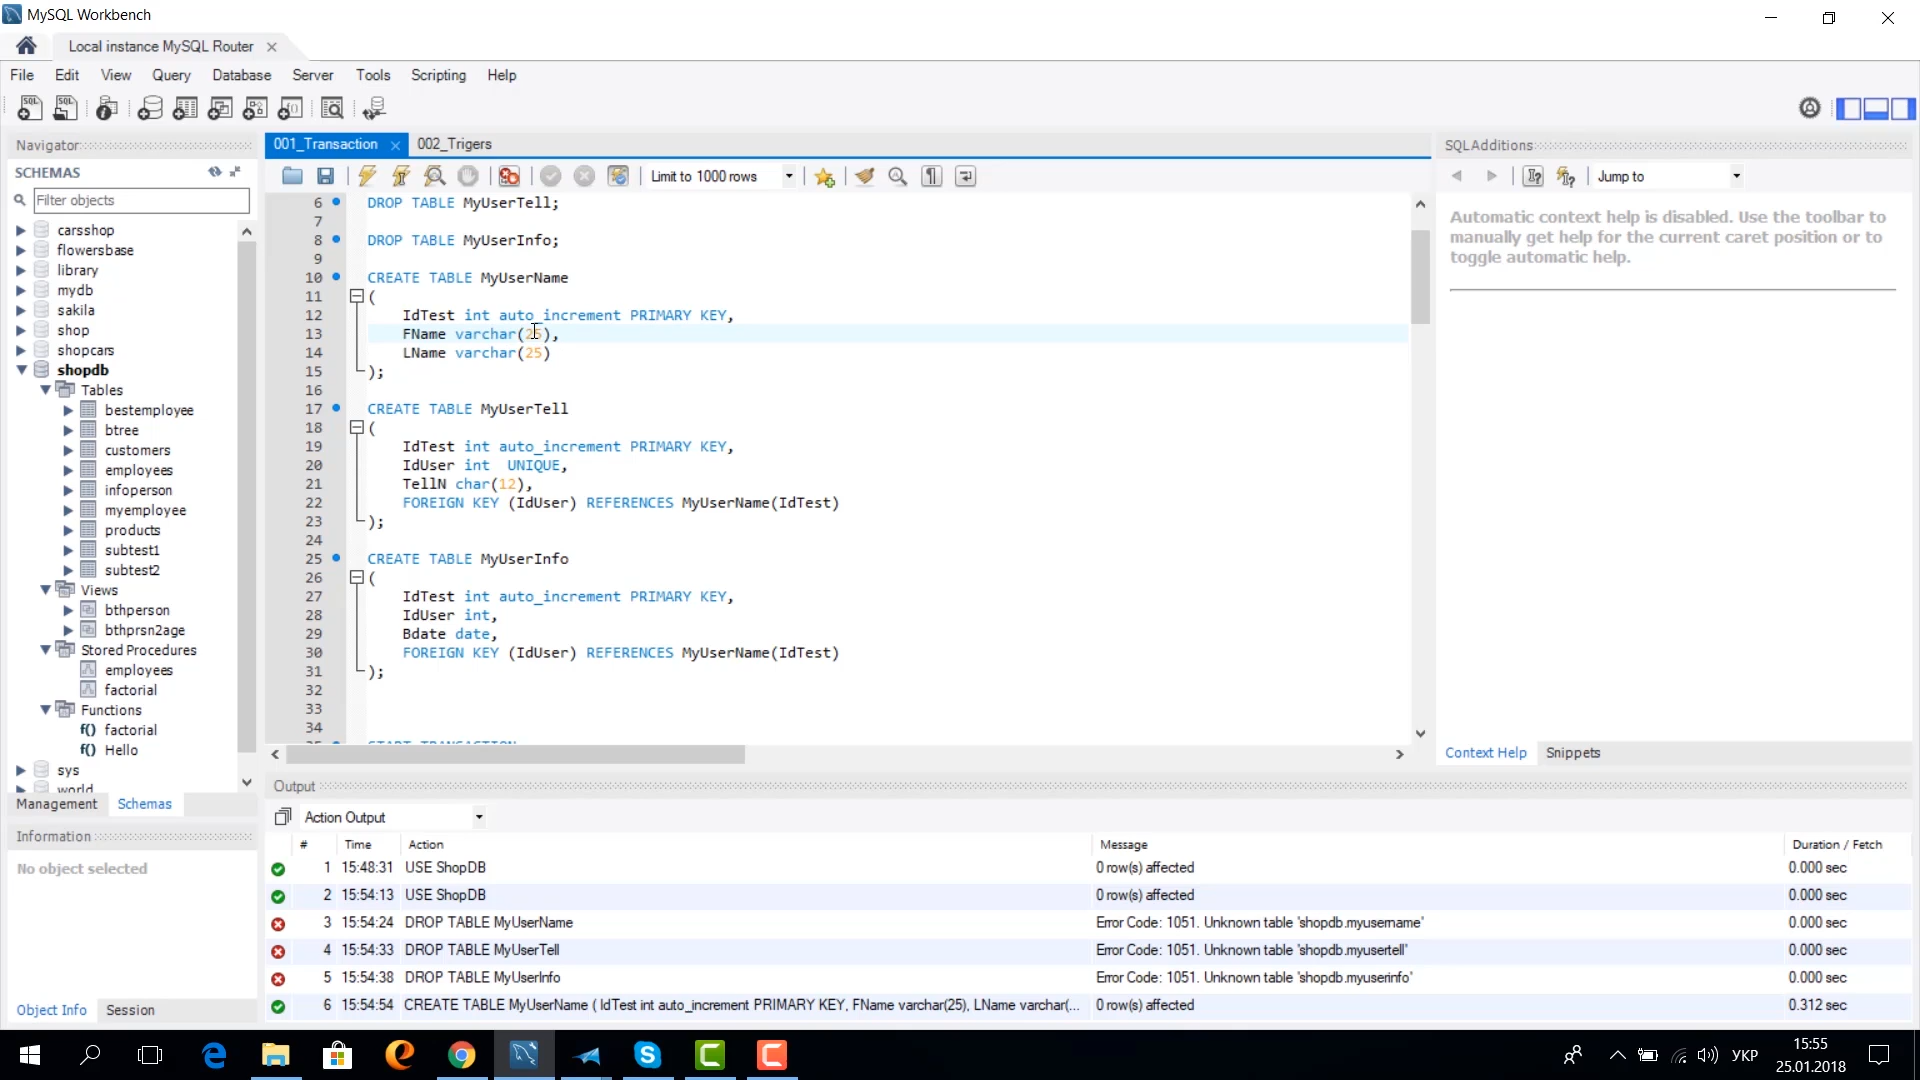 MySQL Workbench
Local instance MySQL Router
File Edit View Query Database Server Tools Scripting Help
Navigator
SCHEMAS
Filter objects
carsshop
flowersbase
library
mydb
sakila
shop
shopcars
shopdb
Tables
bestemployee
btree
customers
employees
infoperson
myemployee
products
subtest1
subtest2
Views
bthperson
bthprsn2age
Stored Procedures
employees
factorial
Functions
f() factorial
f() Hello
sys
world
Management Schemas
Information
No object selected
Object Info Session
001_Transaction 002_Trigers
Limit to 1000 rows
6 DROP TABLE MyUserTell;
7
8 DROP TABLE MyUserInfo;
9
10 CREATE TABLE MyUserName
11 (
12 IdTest int auto_increment PRIMARY KEY,
13 FName varchar(25),
14 LName varchar(25)
15 );
16
17 CREATE TABLE MyUserTell
18 (
19 IdTest int auto_increment PRIMARY KEY,
20 IdUser int UNIQUE,
21 TellN char(12),
22 FOREIGN KEY (IdUser) REFERENCES MyUserName(IdTest)
23 );
24
25 CREATE TABLE MyUserInfo
26 (
27 IdTest int auto_increment PRIMARY KEY,
28 IdUser int,
29 Bdate date,
30 FOREIGN KEY (IdUser) REFERENCES MyUserName(IdTest)
31 );
32
33
34
35 START TRANSACTION
SQLAdditions
Jump to
Automatic context help is disabled. Use the toolbar to
manually get help for the current caret position or to
toggle automatic help.
Context Help Snippets
Output
Action Output
# Time Action Message Duration / Fetch
1 15:48:31 USE ShopDB 0 row(s) affected 0.000 sec
2 15:54:13 USE ShopDB 0 row(s) affected 0.000 sec
3 15:54:24 DROP TABLE MyUserName Error Code: 1051. Unknown table 'shopdb.myusername' 0.000 sec
4 15:54:33 DROP TABLE MyUserTell Error Code: 1051. Unknown table 'shopdb.myusertell' 0.000 sec
5 15:54:38 DROP TABLE MyUserInfo Error Code: 1051. Unknown table 'shopdb.myuserinfo' 0.000 sec
6 15:54:54 CREATE TABLE MyUserName ( IdTest int auto_increment PRIMARY KEY, FName varchar(25), LName varchar(... 0 row(s) affected 0.312 sec
УКР
15:55
25.01.2018